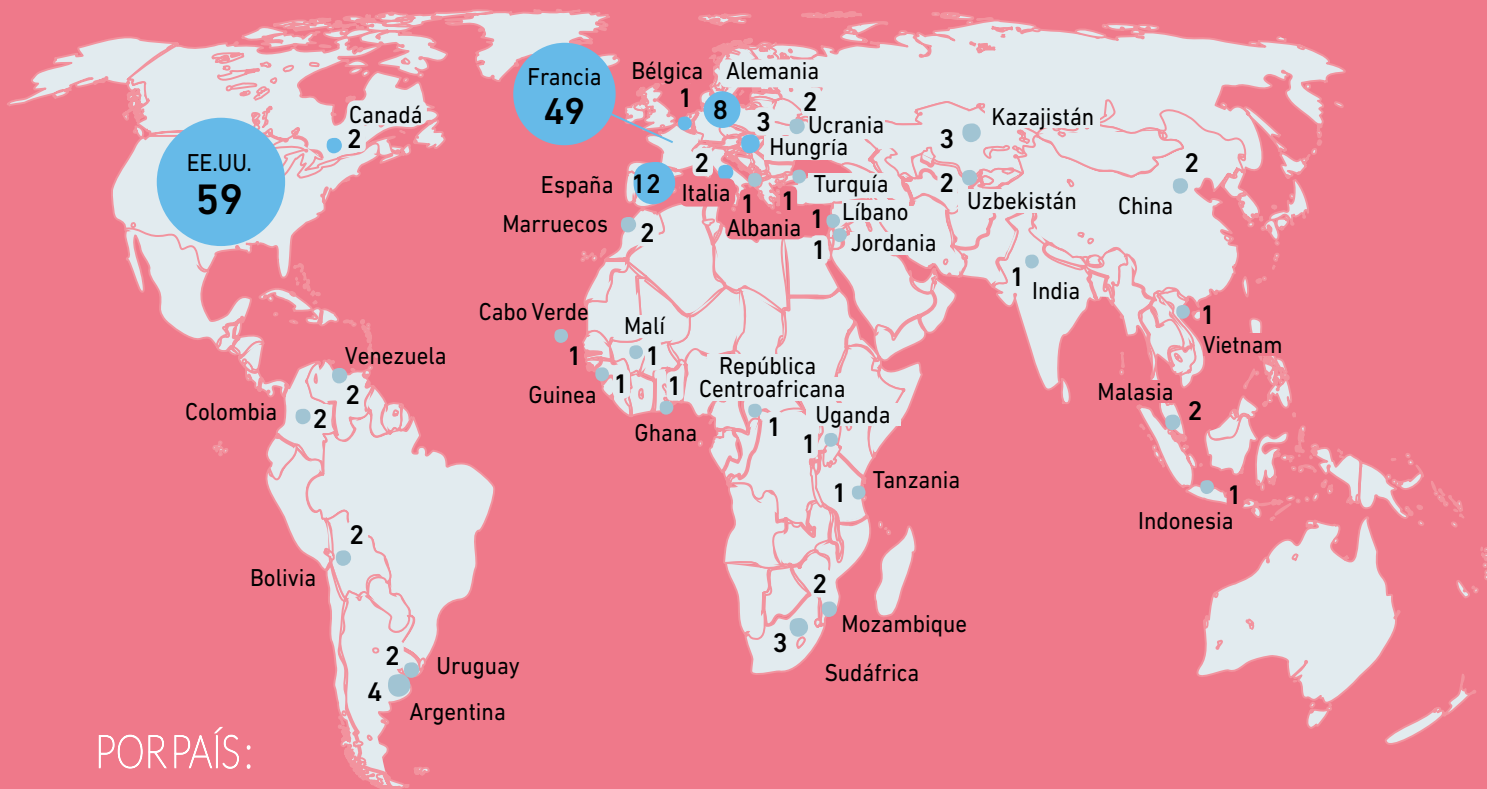 Francia
49
Bélgica
1
Alemania
8
2
Ucrania
3
Hungría
Canadá
2
EE.UU.
59
Kazajistán
3
2
Uzbekistán
2
China
España
12
2
Italia
1
Albania
1
Turquía
1
Líbano
1
Jordania
Marruecos
2
1
India
Cabo Verde
1
Malí
1
Guinea
1
1
Ghana
República
Centroafricana
1
Uganda
1
1
Vietnam
Malasia
2
Venezuela
2
Colombia
2
Tanzania
1
1
Indonesia
2
Bolivia
2
Mozambique
3
Sudáfrica
2
Uruguay
4
Argentina
POR PAÍS: